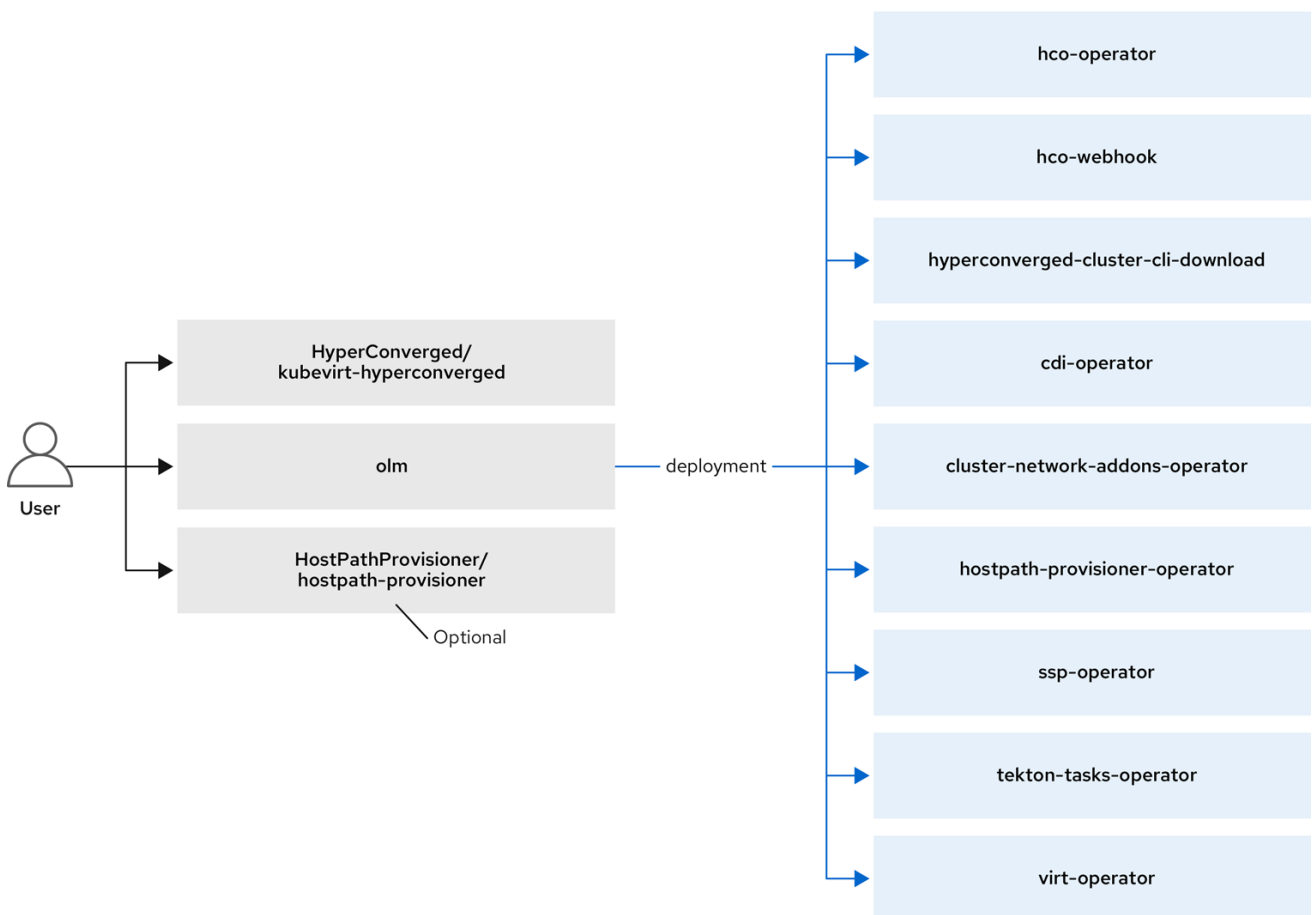 User
HyperConverged/
kubevirt-hyperconverged
olm
HostPathProvisioner/
hostpath-provisioner
Optional
deployment
hco-operator
hco-webhook
hyperconverged-cluster-cli-download
cdi-operator
cluster-network-addons-operator
hostpath-provisioner-operator
ssp-operator
tekton-tasks-operator
virt-operator